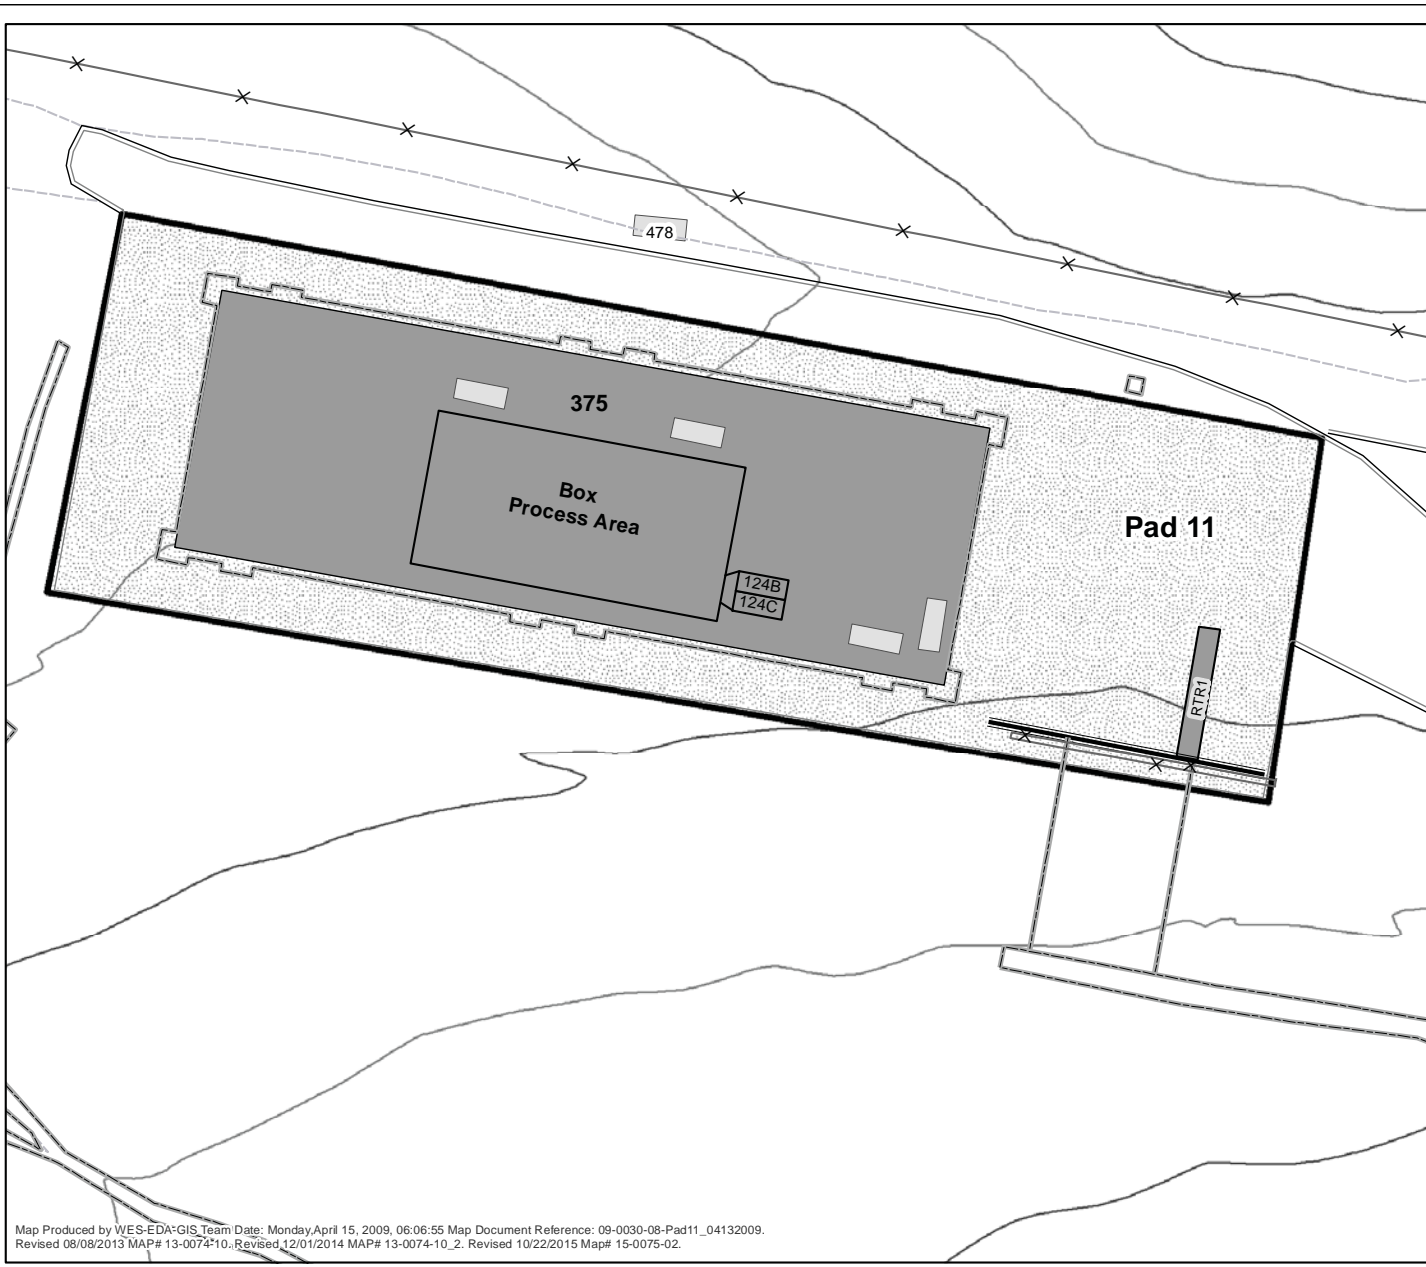 478
375
Box
Process Area
Pad 11
124B
124C
RTR1
Map Produced by WES-EDA-GIS Team Date: Monday,April 15, 2009, 06:06:55 Map Document Reference: 09-0030-08-Pad11_04132009.
Revised 08/08/2013 MAP# 13-0074-10. Revised 12/01/2014 MAP# 13-0074-10_2. Revised 10/22/2015 Map# 15-0075-02.